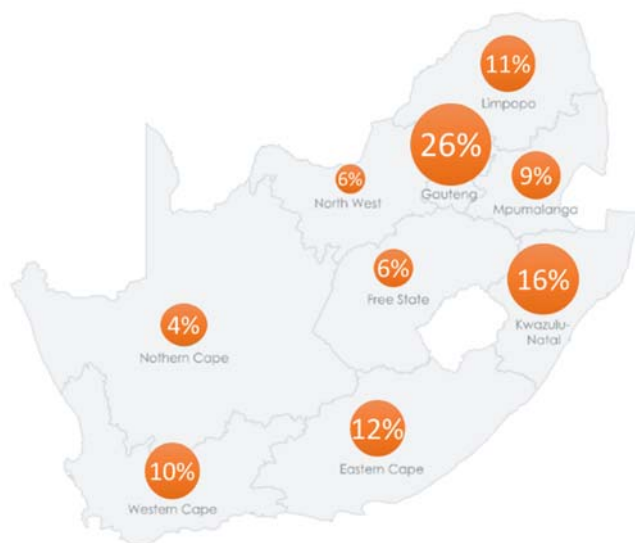 11%
Limpopo
26%
Gauteng
9%
Mpumalanga
6%
North West
6%
Free State
16%
Kwazulu-
Natal
4%
Nothern Cape
12%
Eastern Cape
10%
Western Cape